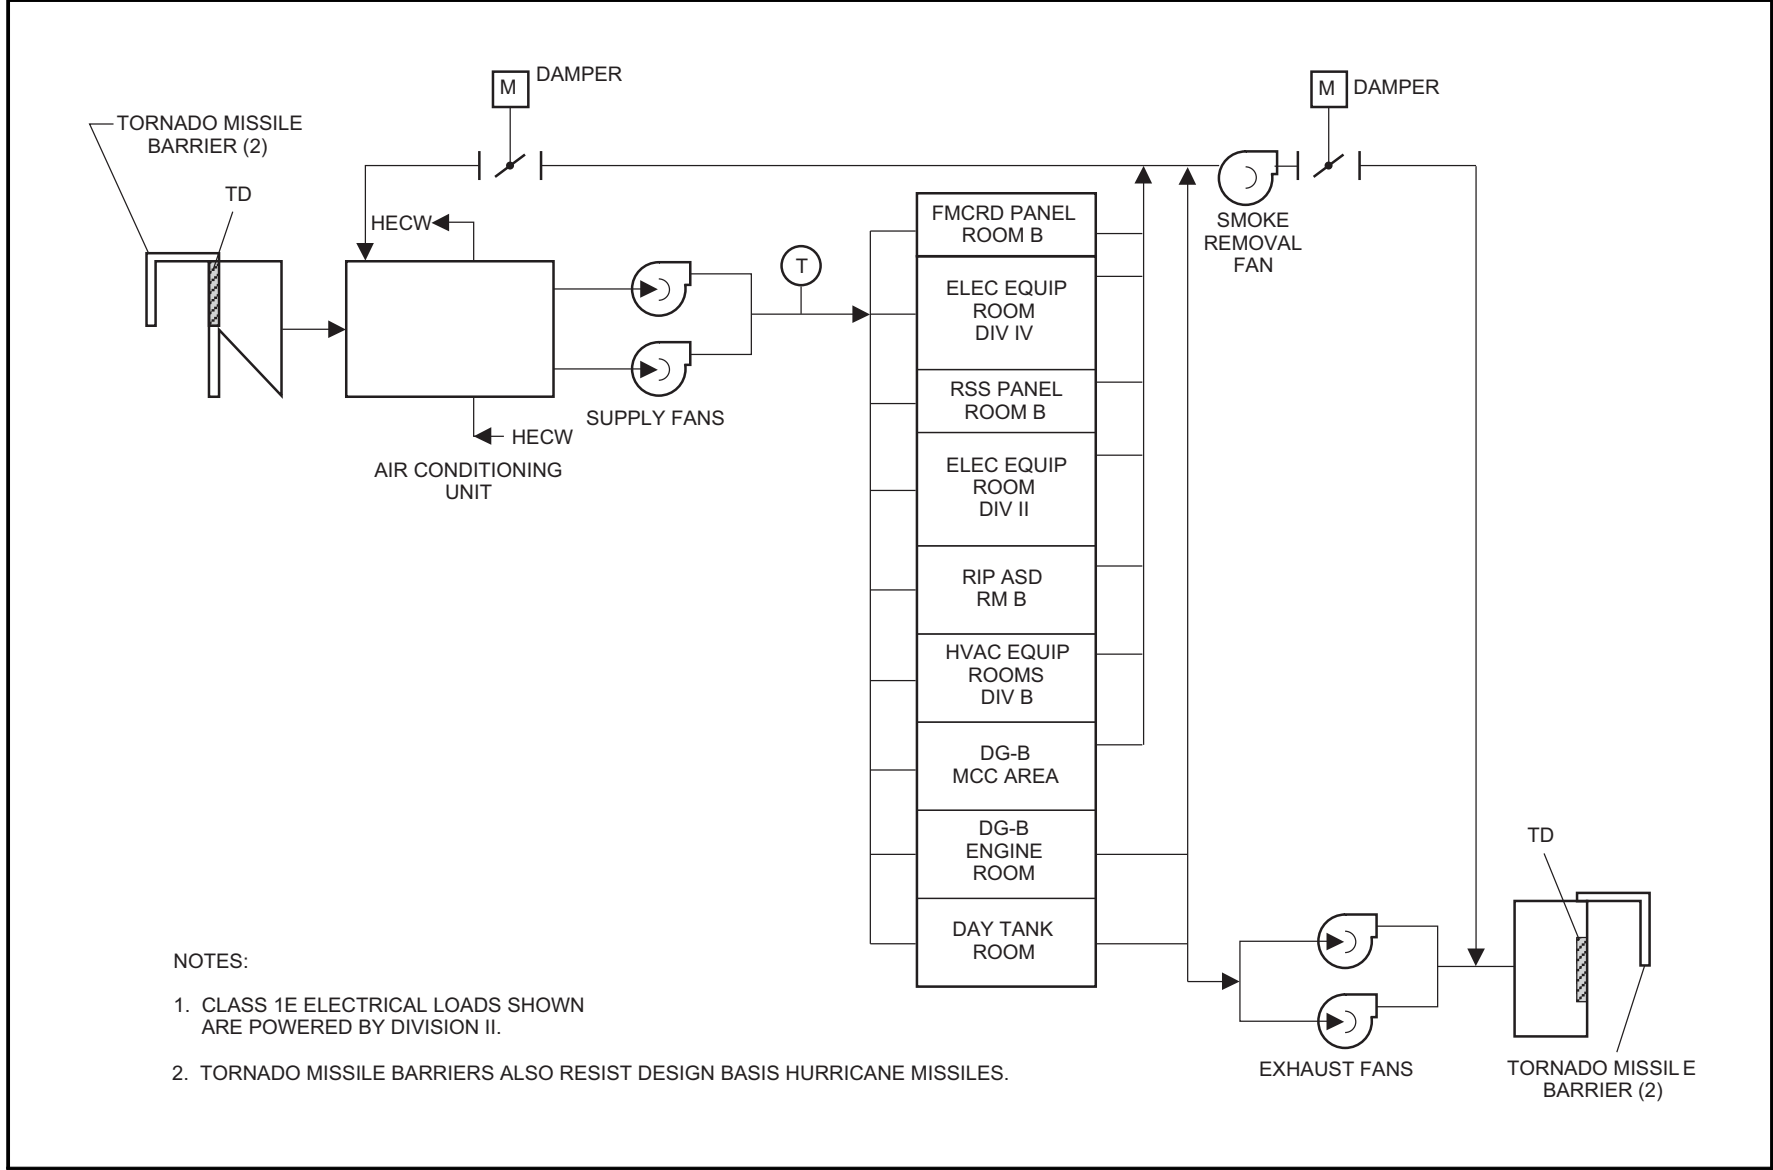 M
DAMPER
M
DAMPER
TORNADO MISSILE
BARRIER (2)
TD
HECW
T
SMOKE
REMOVAL
FAN
FMCRD PANEL
ROOM B
ELEC EQUIP
ROOM
DIV IV
RSS PANEL
ROOM B
ELEC EQUIP
ROOM
DIV II
RIP ASD
RM B
HVAC EQUIP
ROOMS
DIV B
DG-B
MCC AREA
DG-B
ENGINE
ROOM
DAY TANK
ROOM
SUPPLY FANS
HECW
AIR CONDITIONING
UNIT
TD
EXHAUST FANS
TORNADO MISSILE
BARRIER (2)
NOTES:
1. CLASS 1E ELECTRICAL LOADS SHOWN
ARE POWERED BY DIVISION II.
2. TORNADO MISSILE BARRIERS ALSO RESIST DESIGN BASIS HURRICANE MISSILES.